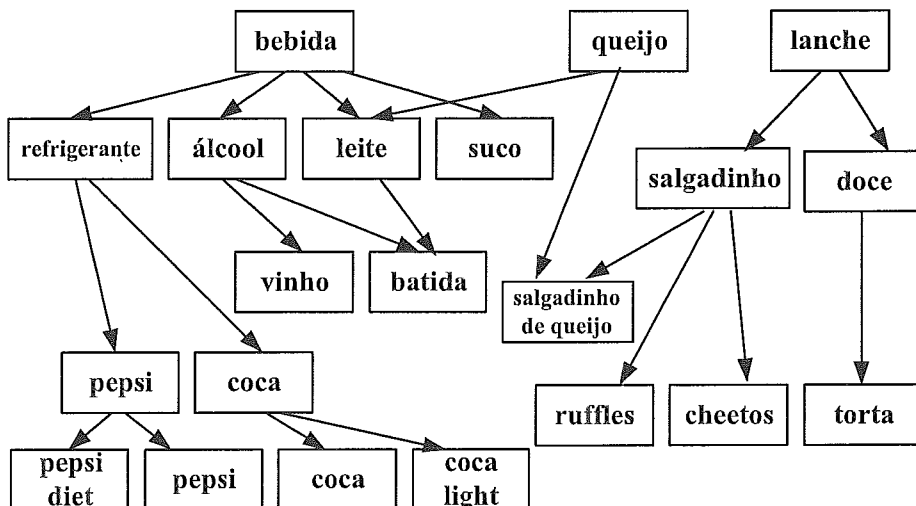 bebida
queijo
lanche
refrigerante
álcool
leite
suco
salgadinho
doce
vinho
batida
salgadinho
de queijo
pepsi
coca
ruffles
cheetos
torta
pepsi
diet
pepsi
coca
coca
light